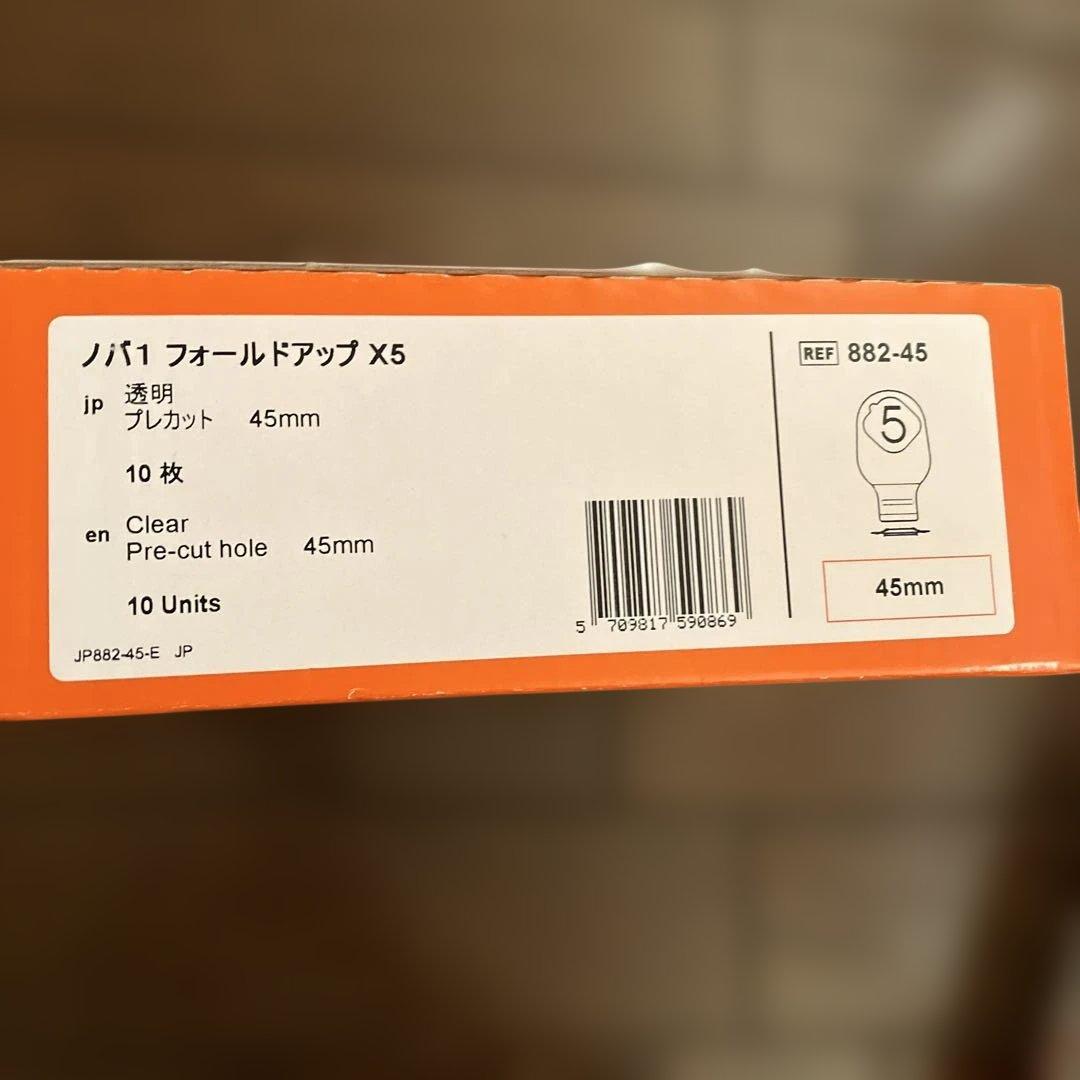 ノバ1 フォールドアップ X5
jp 透明
プレカット 45mm
10 枚
en Clear
Pre-cut hole 45mm
10 Units
JP882-45-E JP
5 709817 590869
REF 882-45
5
45mm